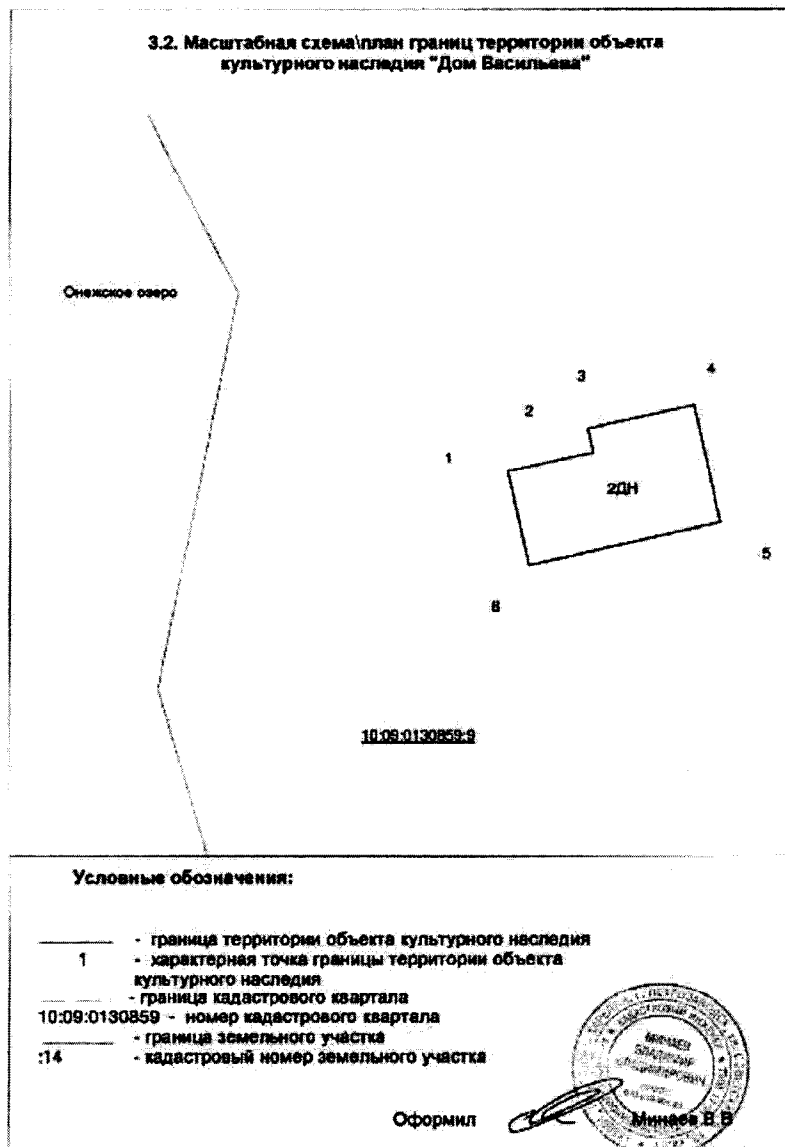 3.2. Масштабная схема\план границ территории объекта
культурного наследия "Дом Васильева"
Онежское озеро
4
3
2
1
2ДН
5
6
10:09:0130859:9
Условные обозначения:
- граница территории объекта культурного наследия
1 - характерная точка границы территории объекта
культурного наследия
- граница кадастрового квартала
10:09:0130859 - номер кадастрового квартала
- граница земельного участка
:14 - кадастровый номер земельного участка
МИНАЕВ
ВЛАДИМИР
Оформил Минаев В.В